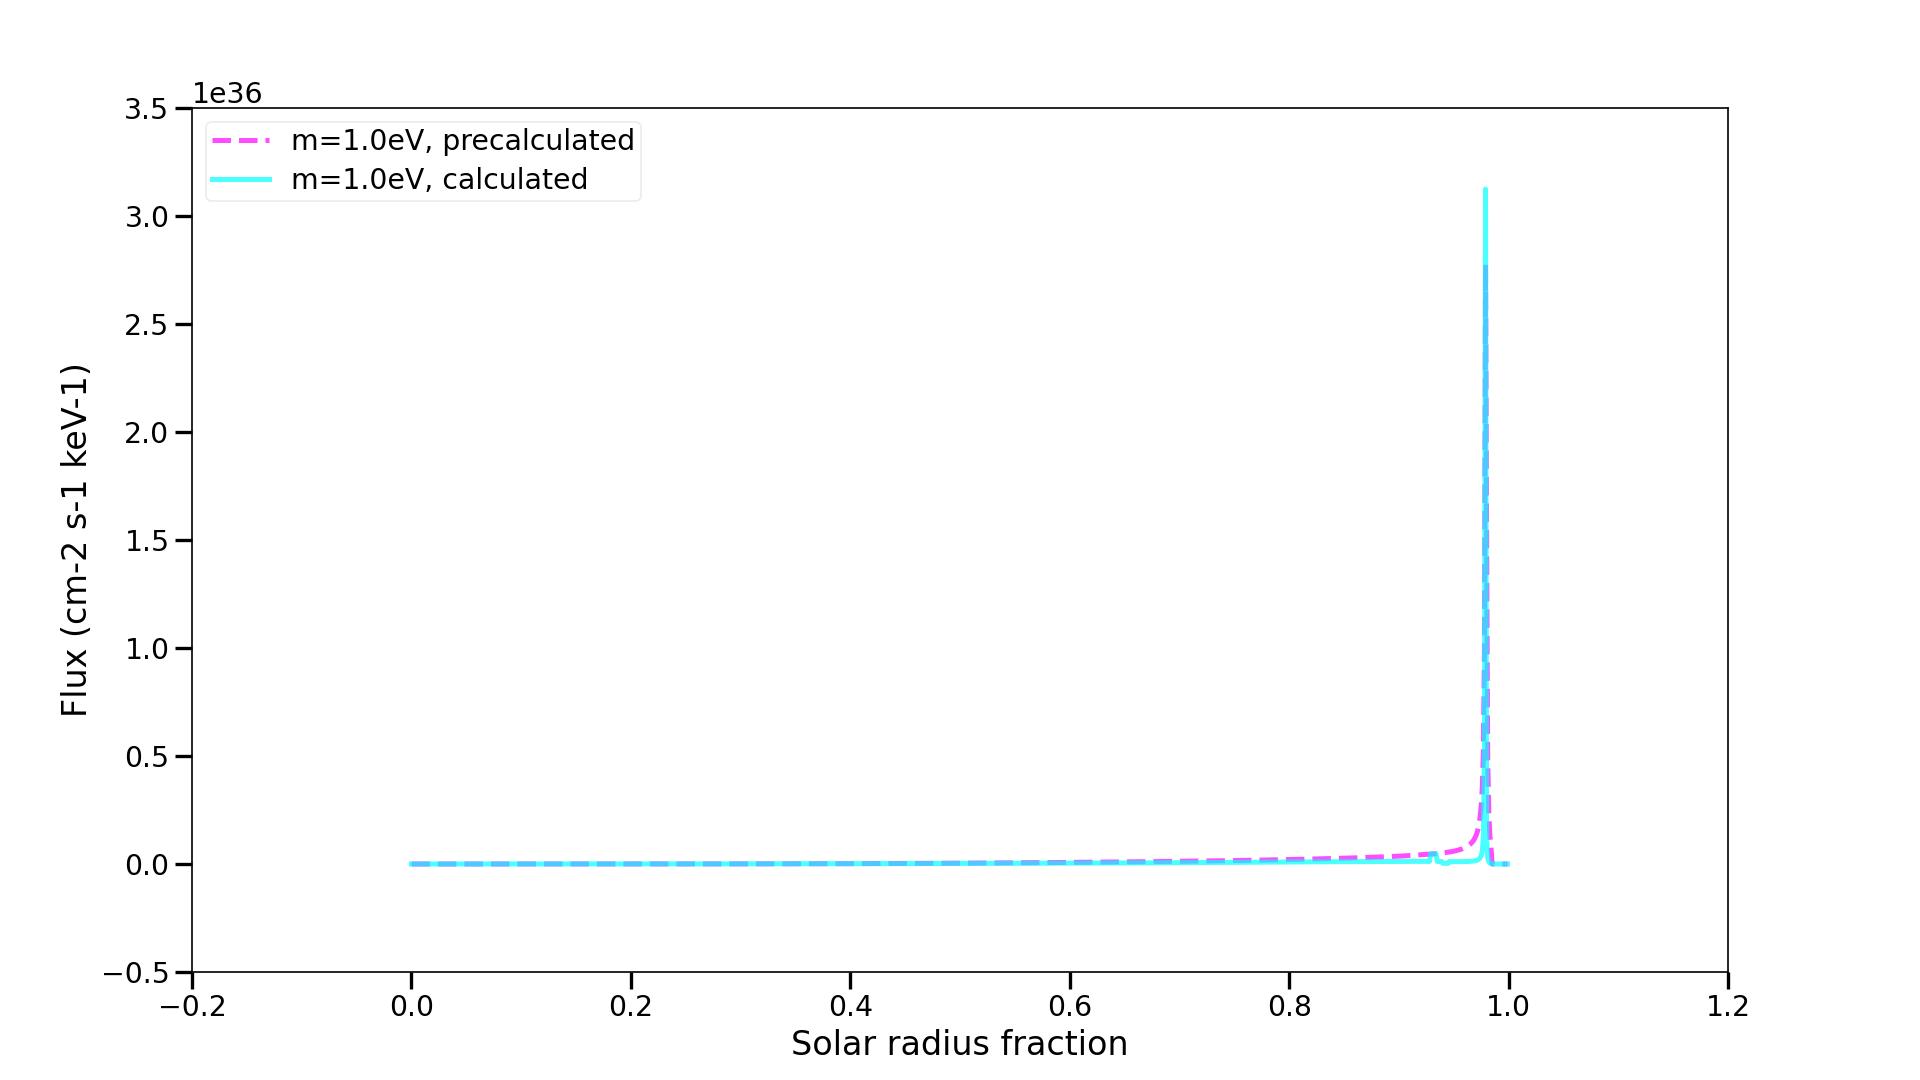 1e36
3.5
3.0
2.5
2.0
1.5
1.0
0.5
0.0
−0.5
Flux (cm-2 s-1 keV-1)
m=1.0eV, precalculated
m=1.0eV, calculated
−0.2 0.0 0.2 0.4 0.6 0.8 1.0 1.2
Solar radius fraction